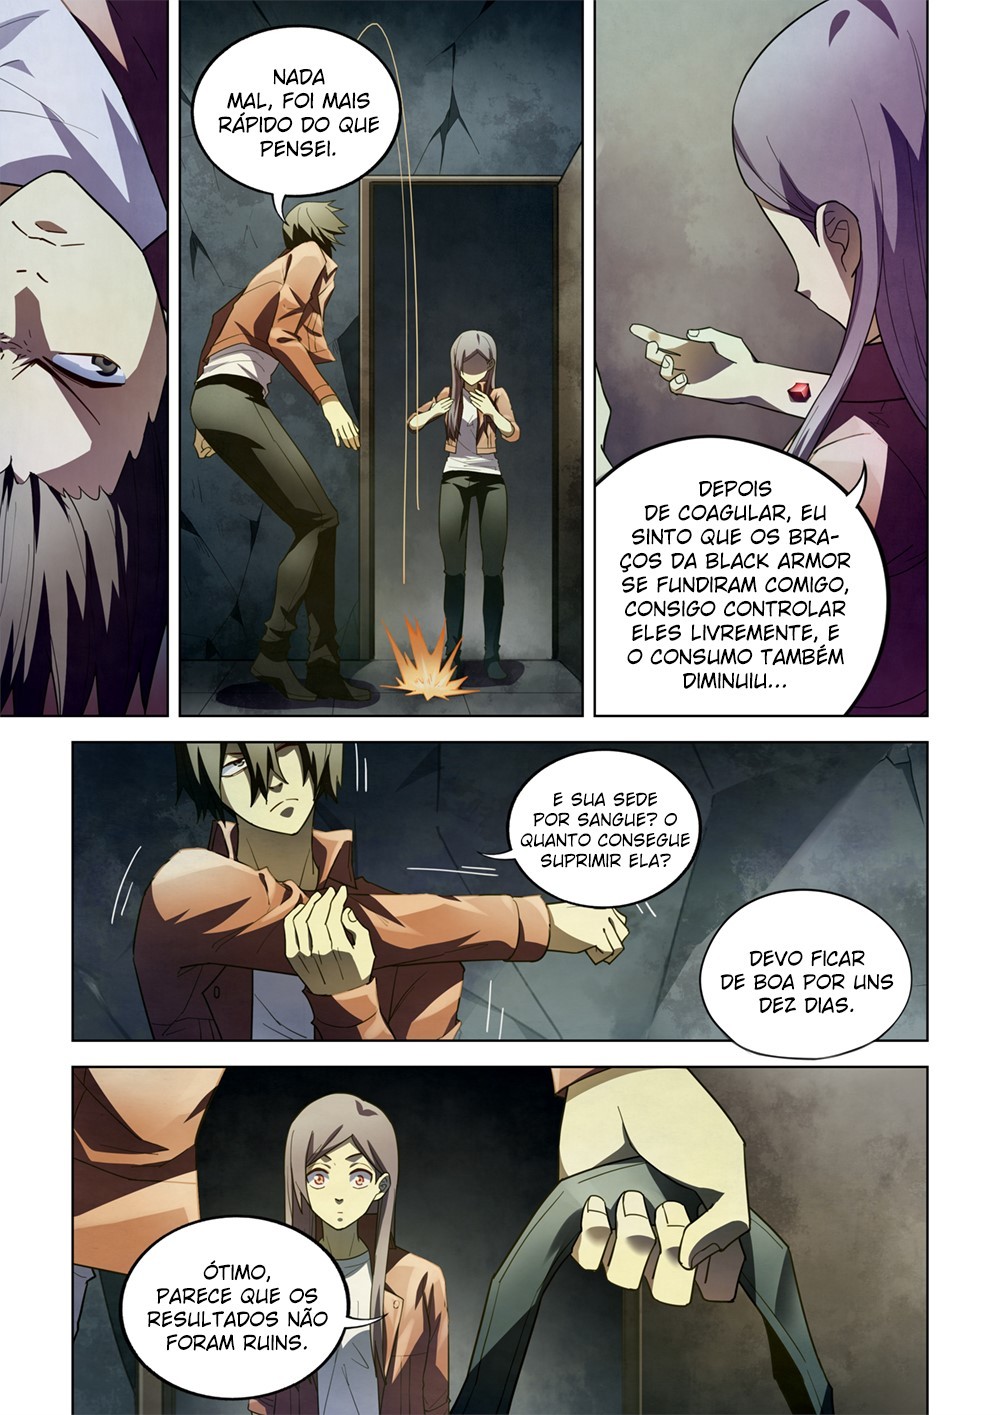 NADA
MAL, FOI MAIS
RÁPIDO DO QUE
PENSEI.
DEPOIS
DE COAGULAR, EU
SINTO QUE OS BRA-
ÇOS DA BLACK ARMOR
SE FUNDIRAM COMIGO,
CONSIGO CONTROLAR
ELES LIVREMENTE, E
O CONSUMO TAMBÉM
DIMINUIU...
E SUA SEDE
POR SANGUE? O
QUANTO CONSEGUE
SUPRIMIR ELA?
DEVO FICAR
DE BOA POR UNS
DEZ DIAS.
ÓTIMO,
PARECE QUE OS
RESULTADOS NÃO
FORAM RUINS.